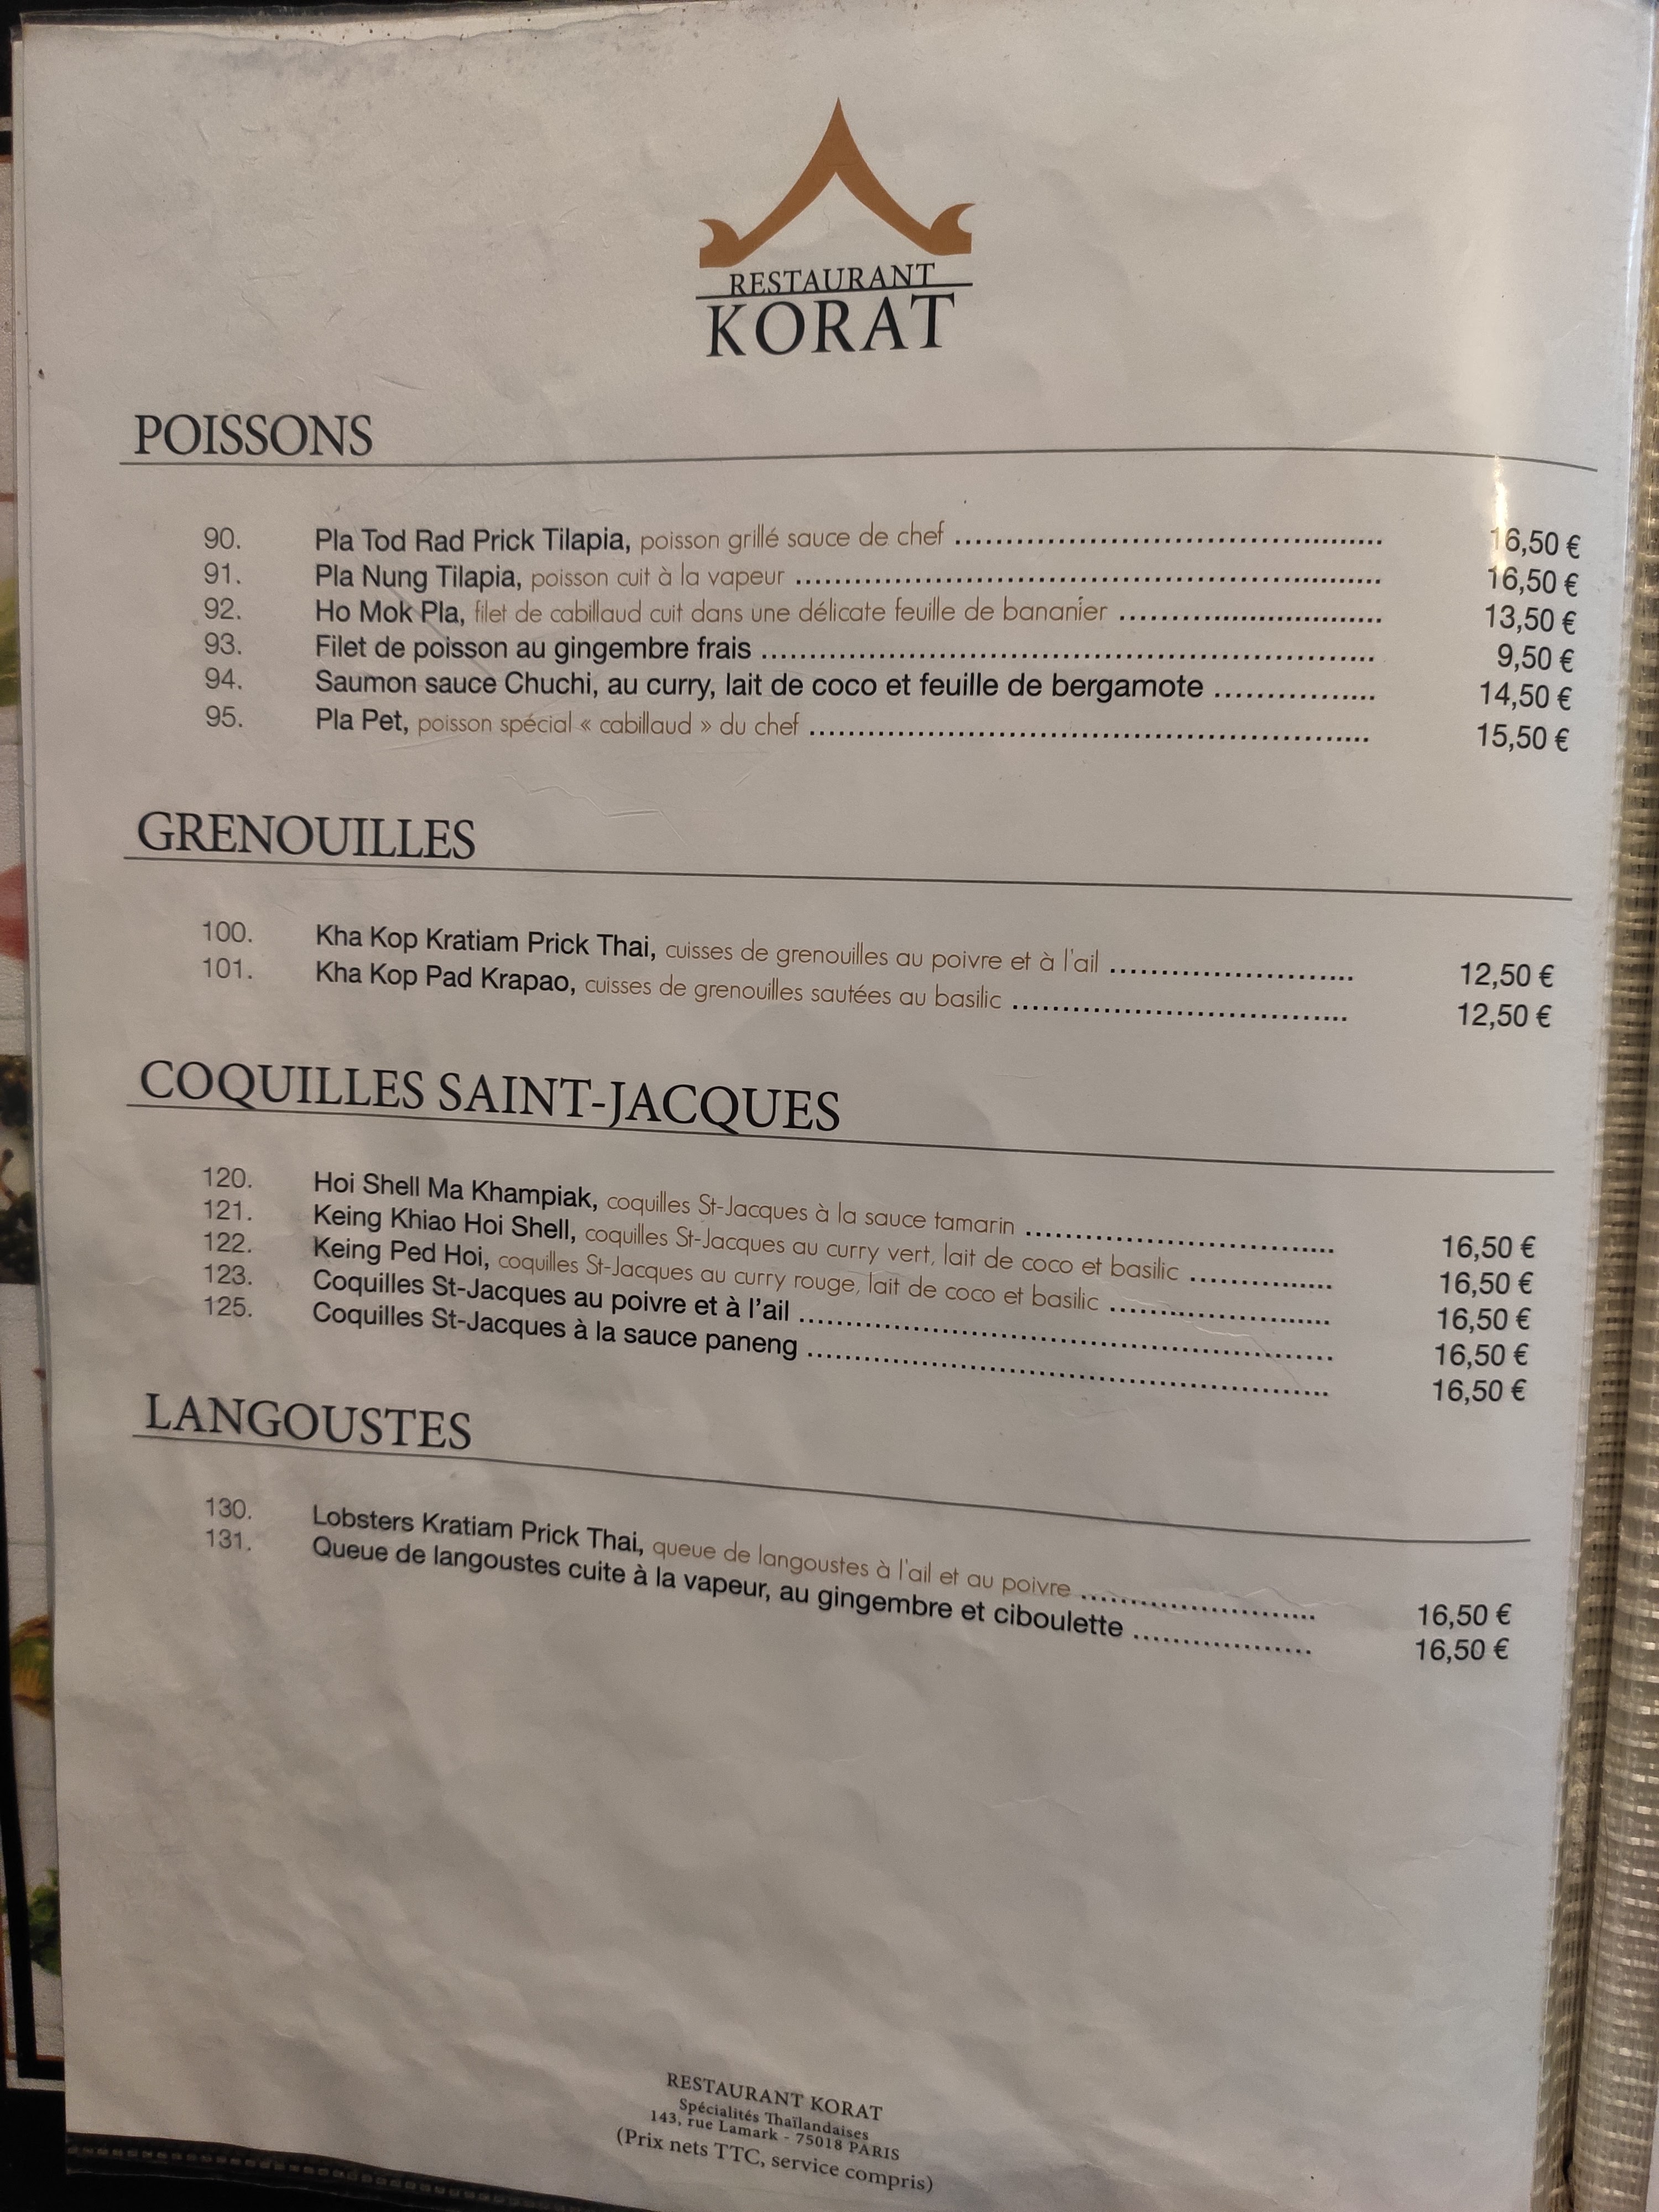 RESTAURANT
KORAT
POISSONS
90. Pla Tod Rad Prick Tilapia, poisson grillé sauce de chef ........................................ 16,50 €
91. Pla Nung Tilapia, poisson cuit à la vapeur ........................................ 16,50 €
92. Ho Mok Pla, filet de cabillaud cuit dans une délicate feuille de bananier ........................ 13,50 €
93. Filet de poisson au gingembre frais ........................................ 9,50 €
94. Saumon sauce Chuchi, au curry, lait de coco et feuille de bergamote ................ 14,50 €
95. Pla Pet, poisson spécial « cabillaud » du chef ........................................ 15,50 €
GRENOUILLES
100. Kha Kop Kratiam Prick Thai, cuisses de grenouilles au poivre et à l'ail ........................ 12,50 €
101. Kha Kop Pad Krapao, cuisses de grenouilles sautées au basilic ................................ 12,50 €
COQUILLES SAINT-JACQUES
120. Hoi Shell Ma Khampiak, coquilles St-Jacques à la sauce tamarin ................................ 16,50 €
121. Keing Khiao Hoi Shell, coquilles St-Jacques au curry vert, lait de coco et basilic ................ 16,50 €
122. Keing Ped Hoi, coquilles St-Jacques au curry rouge, lait de coco et basilic ........................ 16,50 €
123. Coquilles St-Jacques au poivre et à l'ail ........................................ 16,50 €
125. Coquilles St-Jacques à la sauce paneng ........................................ 16,50 €
LANGOUSTES
130. Lobsters Kratiam Prick Thai, queue de langoustes à l'ail et au poivre ........................ 16,50 €
131. Queue de langoustes cuite à la vapeur, au gingembre et ciboulette .................. 16,50 €
RESTAURANT KORAT
Spécialités Thaïlandaises
143, rue Lamark - 75018 PARIS
(Prix nets TTC, service compris)